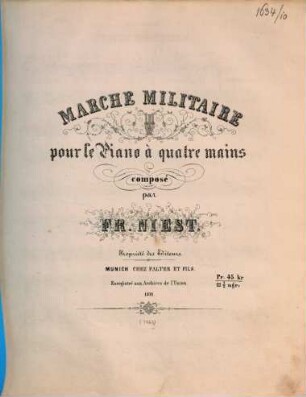 1634/10
MARCHE MILITAIRE
pour le Piano à quatre mains
composé
par
FR. NIEST.
Propriété des Editeurs.
MUNICH CHEZ FALTER ET FILS.
Pr. 45 kr
Enregistré aux Archives de l'Union.